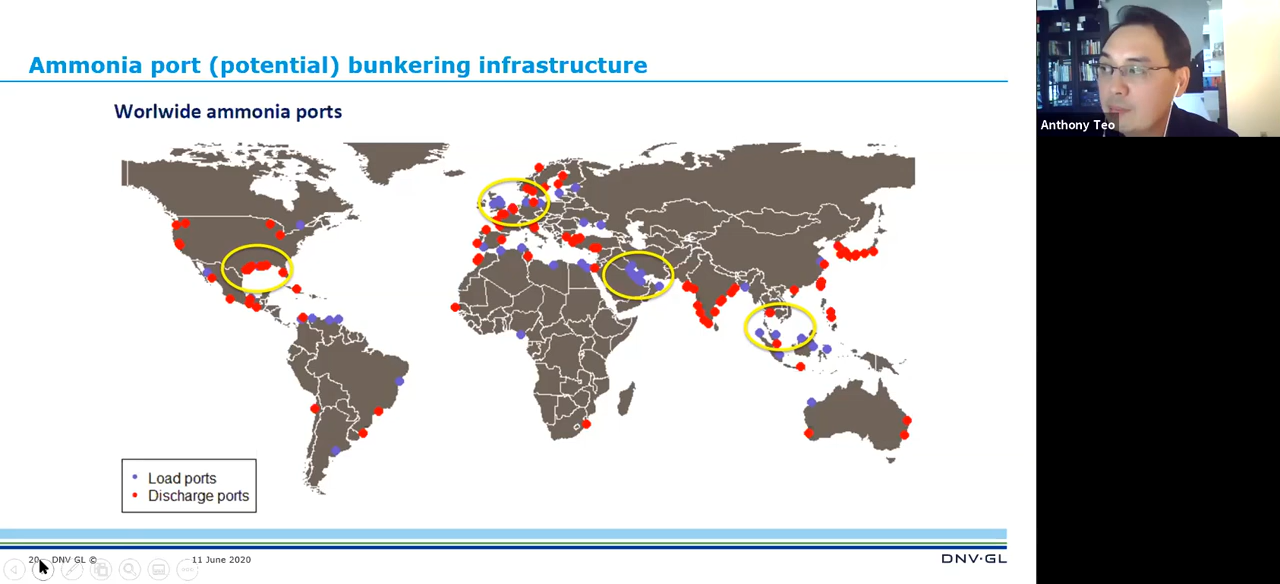 Ammonia port (potential) bunkering infrastructure
Worlwide ammonia ports
Anthony Teo
Load ports
Discharge ports
20 DNV GL © 11 June 2020
DNV·GL